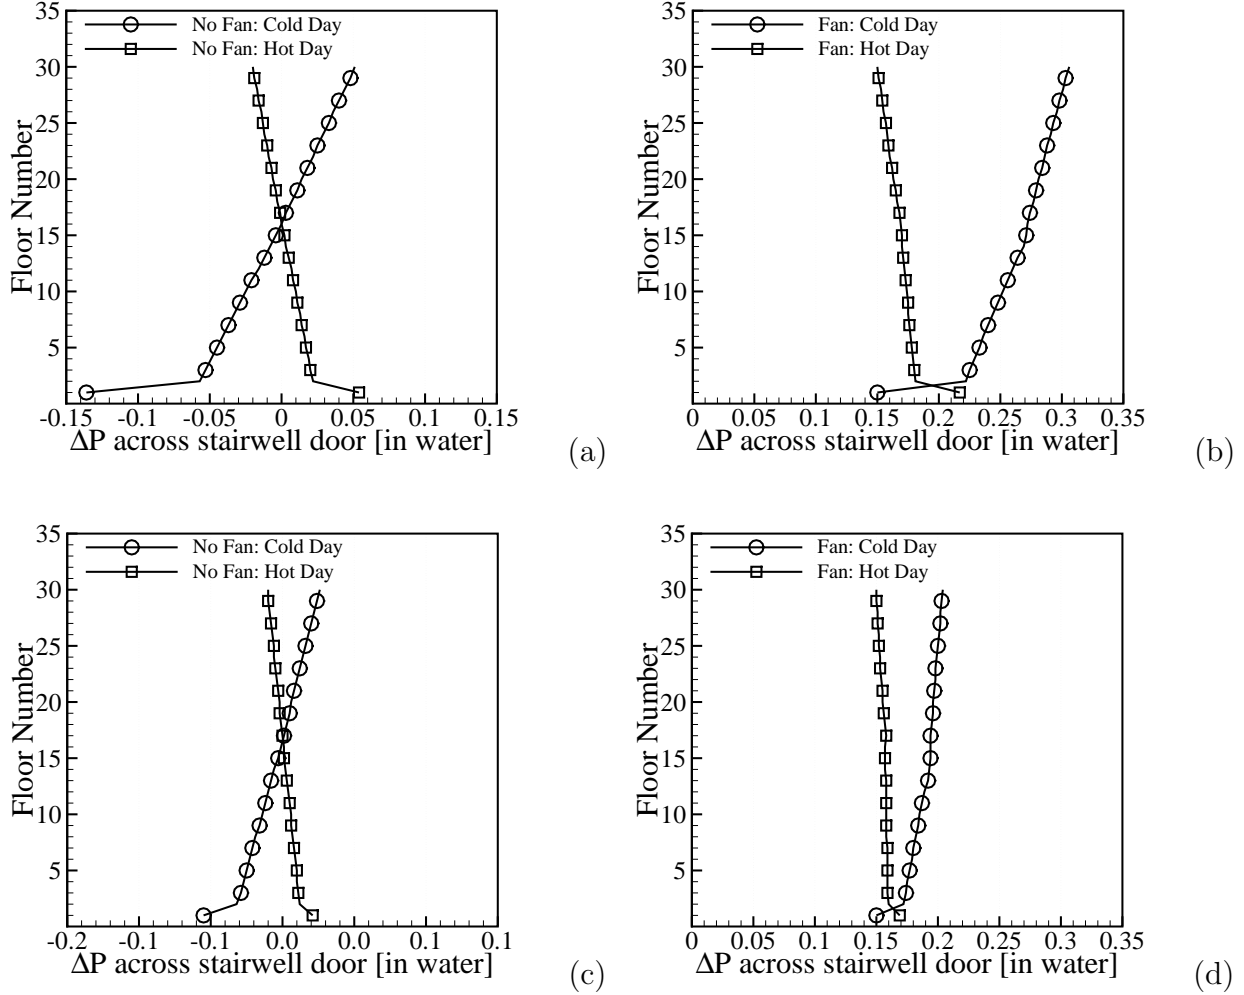 35
30
25
20
15
10
5
Floor Number
No Fan: Cold Day
No Fan: Hot Day
-0.15
-0.1
-0.05
0
0.05
0.1
0.15
ΔP across stairwell door [in water]
(a)
35
30
25
20
15
10
5
Floor Number
Fan: Cold Day
Fan: Hot Day
0
0.05
0.1
0.15
0.2
0.25
0.3
0.35
ΔP across stairwell door [in water]
(b)
35
30
25
20
15
10
5
Floor Number
No Fan: Cold Day
No Fan: Hot Day
-0.2
-0.1
-0.1
0.0
0.0
0.1
0.1
ΔP across stairwell door [in water]
(c)
35
30
25
20
15
10
5
Floor Number
Fan: Cold Day
Fan: Hot Day
0
0.05
0.1
0.15
0.2
0.25
0.3
0.35
ΔP across stairwell door [in water]
(d)